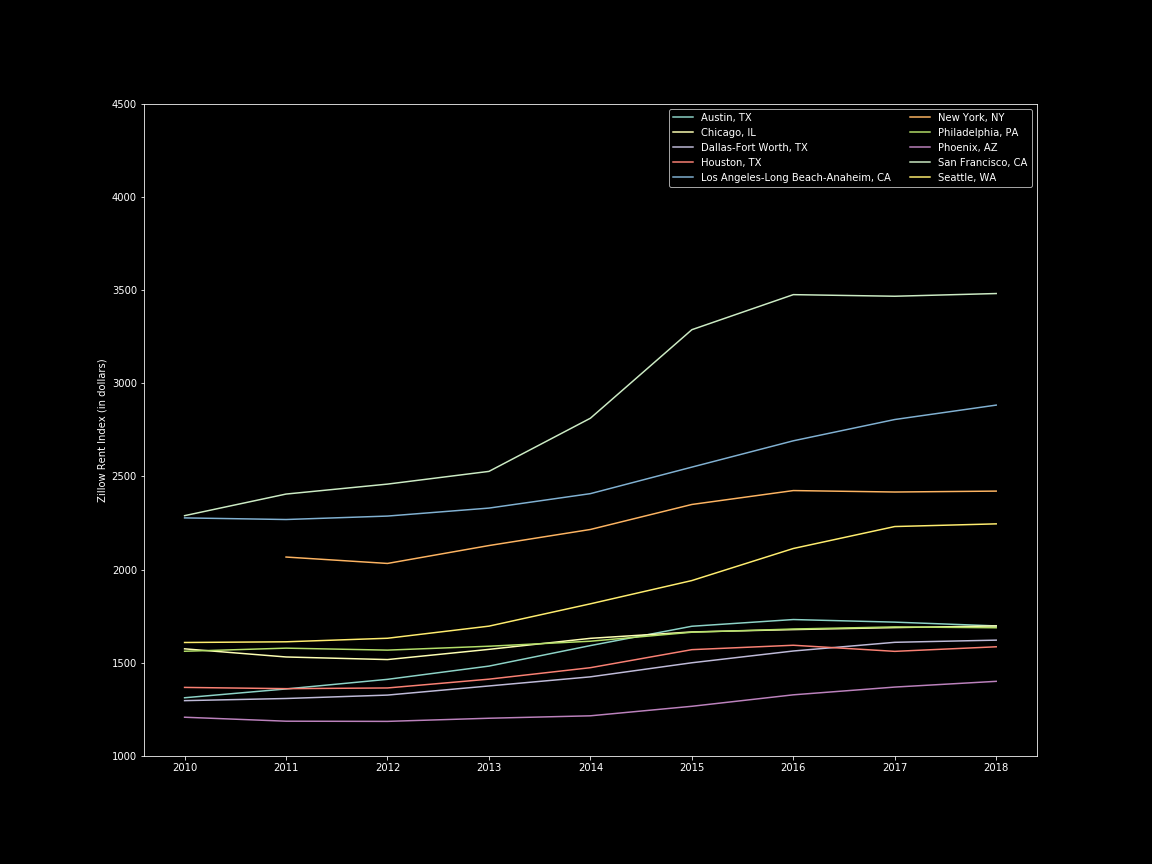 4500
4000
3500
3000
2500
2000
1500
1000
Zillow Rent Index (in dollars)
2010 2011 2012 2013 2014 2015 2016 2017 2018
Austin, TX
Chicago, IL
Dallas-Fort Worth, TX
Houston, TX
Los Angeles-Long Beach-Anaheim, CA
New York, NY
Philadelphia, PA
Phoenix, AZ
San Francisco, CA
Seattle, WA